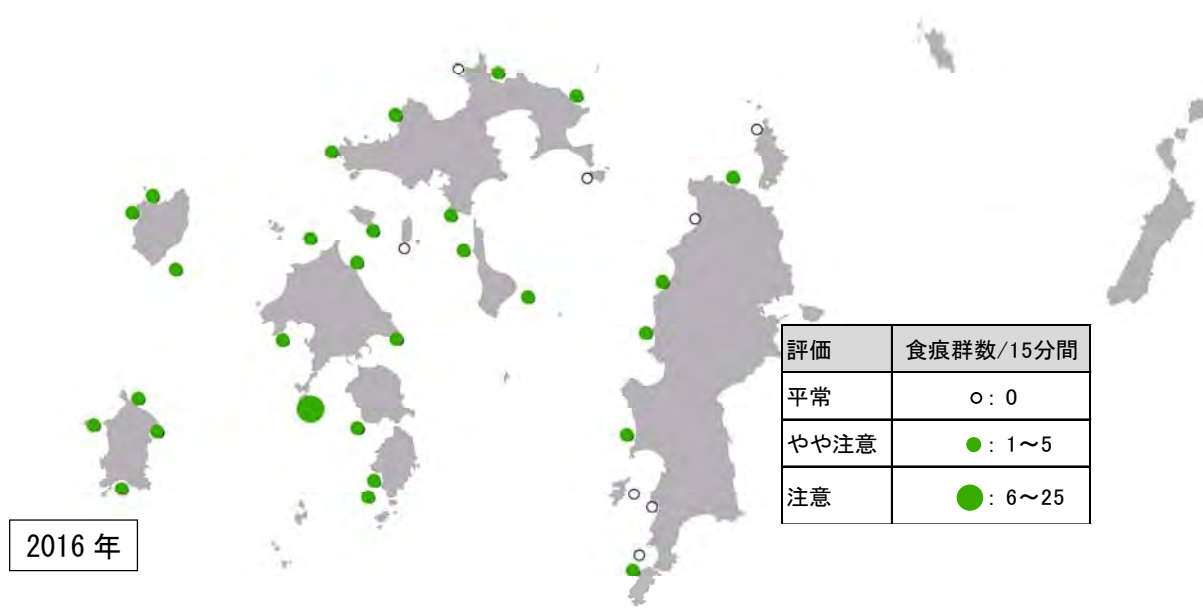 評価 食痕群数/15分間
平常 : 0
やや注意 : 1～5
注意 : 6～25
2016 年